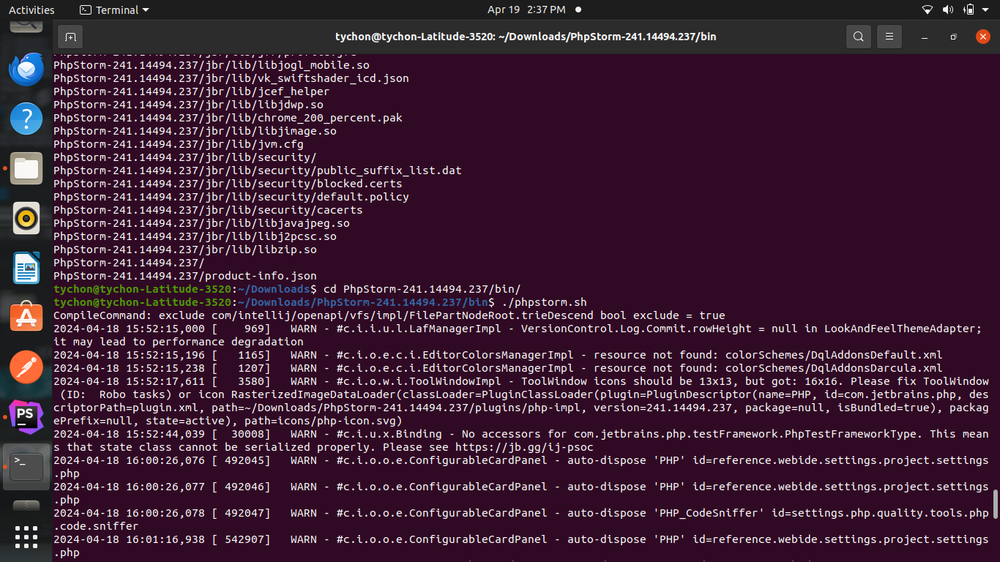 Activities
Terminal
Apr 19 2:37 PM
tychon@tychon-Latitude-3520: ~/Downloads/PhpStorm-241.14494.237/bin
PhpStorm-241.14494.237/jbr/lib/libjogl_mobile.so
PhpStorm-241.14494.237/jbr/lib/vk_swiftshader_icd.json
PhpStorm-241.14494.237/jbr/lib/jcef_helper
PhpStorm-241.14494.237/jbr/lib/libjdwp.so
PhpStorm-241.14494.237/jbr/lib/chrome_200_percent.pak
PhpStorm-241.14494.237/jbr/lib/libjimage.so
PhpStorm-241.14494.237/jbr/lib/jvm.cfg
PhpStorm-241.14494.237/jbr/lib/security/
PhpStorm-241.14494.237/jbr/lib/security/public_suffix_list.dat
PhpStorm-241.14494.237/jbr/lib/security/blocked.certs
PhpStorm-241.14494.237/jbr/lib/security/default.policy
PhpStorm-241.14494.237/jbr/lib/security/cacerts
PhpStorm-241.14494.237/jbr/lib/libjavajpeg.so
PhpStorm-241.14494.237/jbr/lib/libj2pcsc.so
PhpStorm-241.14494.237/jbr/lib/libzip.so
PhpStorm-241.14494.237/
PhpStorm-241.14494.237/product-info.json
tychon@tychon-Latitude-3520:~/Downloads$ cd PhpStorm-241.14494.237/bin/
tychon@tychon-Latitude-3520:~/Downloads/PhpStorm-241.14494.237/bin$ ./phpstorm.sh
CompileCommand: exclude com/intellij/openapi/vfs/impl/FilePartNodeRoot.trieDescend bool exclude = true
2024-04-18 15:52:15,000 [    969]   WARN - #c.i.i.u.l.LafManagerImpl - VersionControl.Log.Commit.rowHeight = null in LookAndFeelThemeAdapter;
it may lead to performance degradation
2024-04-18 15:52:15,196 [   1165]   WARN - #c.i.o.e.c.i.EditorColorsManagerImpl - resource not found: colorSchemes/DqlAddonsDefault.xml
2024-04-18 15:52:15,238 [   1207]   WARN - #c.i.o.e.c.i.EditorColorsManagerImpl - resource not found: colorSchemes/DqlAddonsDarcula.xml
2024-04-18 15:52:17,611 [   3580]   WARN - #c.i.o.w.i.ToolWindowImpl - ToolWindow icons should be 13x13, but got: 16x16. Please fix ToolWindow
 (ID:  Robo tasks) or icon RasterizedImageDataLoader(classLoader=PluginClassLoader(plugin=PluginDescriptor(name=PHP, id=com.jetbrains.php, des
criptorPath=plugin.xml, path=~/Downloads/PhpStorm-241.14494.237/plugins/php-impl, version=241.14494.237, package=null, isBundled=true), packag
ePrefix=null, state=active), path=icons/php-icon.svg)
2024-04-18 15:52:44,039 [  30008]   WARN - #c.i.u.x.Binding - No accessors for com.jetbrains.php.testFramework.PhpTestFrameworkType. This mean
s that state class cannot be serialized properly. Please see https://jb.gg/ij-psoc
2024-04-18 16:00:26,076 [ 492045]   WARN - #c.i.o.o.e.ConfigurableCardPanel - auto-dispose 'PHP' id=reference.webide.settings.project.settings
.php
2024-04-18 16:00:26,077 [ 492046]   WARN - #c.i.o.o.e.ConfigurableCardPanel - auto-dispose 'PHP' id=reference.webide.settings.project.settings
.php
2024-04-18 16:00:26,078 [ 492047]   WARN - #c.i.o.o.e.ConfigurableCardPanel - auto-dispose 'PHP_CodeSniffer' id=settings.php.quality.tools.php
.code.sniffer
2024-04-18 16:01:16,938 [ 542907]   WARN - #c.i.o.o.e.ConfigurableCardPanel - auto-dispose 'PHP' id=reference.webide.settings.project.settings
.php
PS